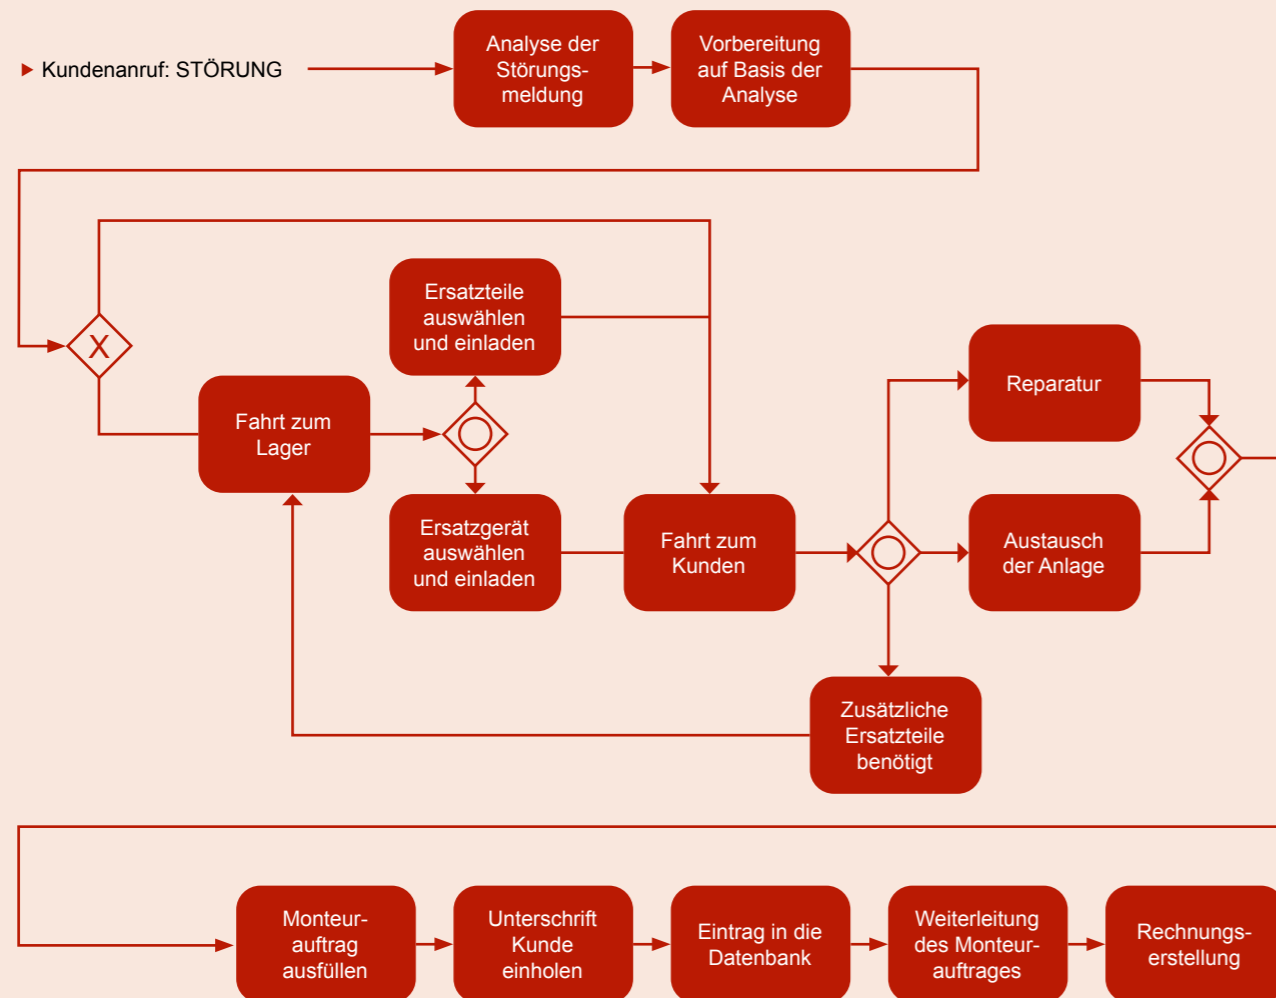 Kundenanruf: STÖRUNG
Analyse der
Störungs-
meldung
Vorbereitung
auf Basis der
Analyse
X
Ersatzteile
auswählen
und einladen
Fahrt zum
Lager
Ersatzgerät
auswählen
und einladen
Fahrt zum
Kunden
Reparatur
Austausch
der Anlage
Zusätzliche
Ersatzteile
benötigt
Monteur-
auftrag
ausfüllen
Unterschrift
Kunde
einholen
Eintrag in die
Datenbank
Weiterleitung
des Monteur-
auftrages
Rechnungs-
erstellung